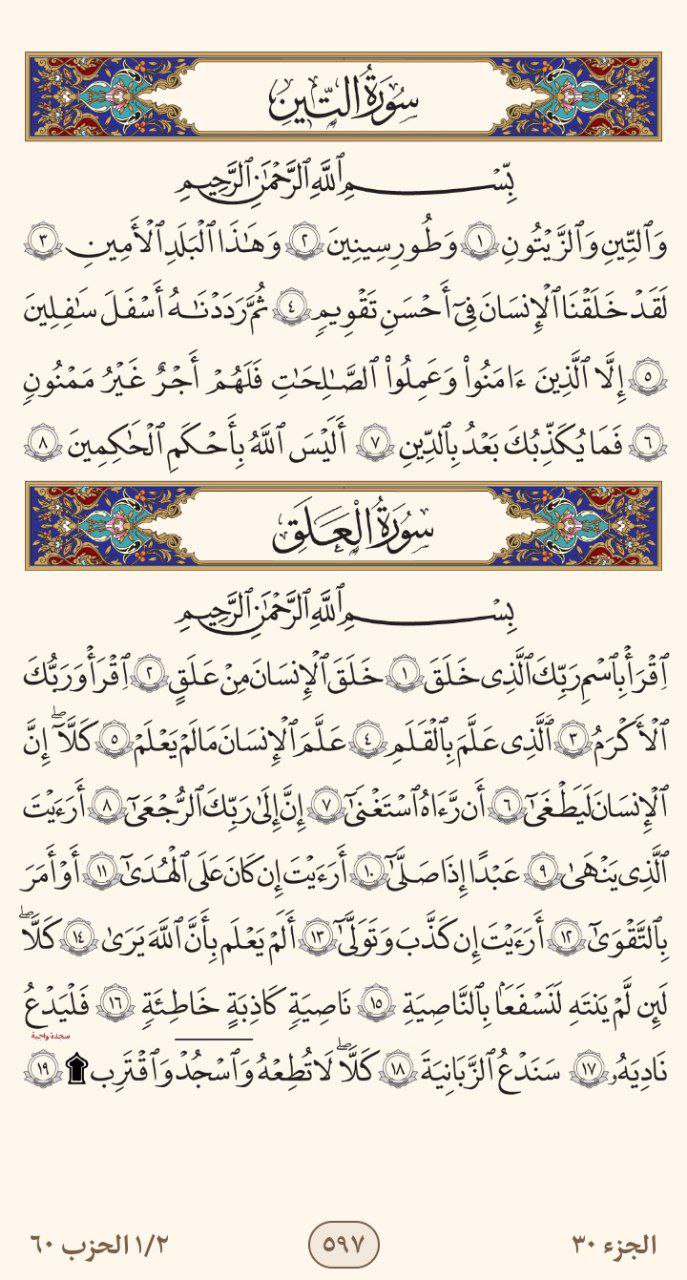 سُورَةُ التِّينِ
بِّسۡمِ ٱللَّهِ ٱلرَّحۡمَٰنِ ٱلرَّحِيمِ
وَٱلتِّينِ وَٱلزَّيۡتُونِ ١ وَطُورِ سِينِينَ ٢ وَهَٰذَا ٱلۡبَلَدِ ٱلۡأَمِينِ ٣
لَقَدۡ خَلَقۡنَا ٱلۡإِنسَٰنَ فِيٓ أَحۡسَنِ تَقۡوِيمٖ ٤ ثُمَّ رَدَدۡنَٰهُ أَسۡفَلَ سَٰفِلِينَ
٥ إِلَّا ٱلَّذِينَ ءَامَنُواْ وَعَمِلُواْ ٱلصَّٰلِحَٰتِ فَلَهُمۡ أَجۡرٌ غَيۡرُ مَمۡنُونٖ
٦ فَمَا يُكَذِّبُكَ بَعۡدُ بِٱلدِّينِ ٧ أَلَيۡسَ ٱللَّهُ بِأَحۡكَمِ ٱلۡحَٰكِمِينَ ٨
سُورَةُ الْعَلَقِ
بِسۡمِ ٱللَّهِ ٱلرَّحۡمَٰنِ ٱلرَّحِيمِ
ٱقۡرَأۡ بِٱسۡمِ رَبِّكَ ٱلَّذِي خَلَقَ ١ خَلَقَ ٱلۡإِنسَٰنَ مِنۡ عَلَقٍ ٢ ٱقۡرَأۡ وَرَبُّكَ
ٱلۡأَكۡرَمُ ٣ ٱلَّذِي عَلَّمَ بِٱلۡقَلَمِ ٤ عَلَّمَ ٱلۡإِنسَٰنَ مَا لَمۡ يَعۡلَمۡ ٥ كَلَّآۖ إِنَّ
ٱلۡإِنسَٰنَ لَيَطۡغَىٰٓ ٦ أَن رَّءَاهُ ٱسۡتَغۡنَىٰٓ ٧ إِنَّ إِلَىٰ رَبِّكَ ٱلرُّجۡعَىٰٓ ٨ أَرَءَيۡتَ
ٱلَّذِي يَنۡهَىٰ ٩ عَبۡدًا إِذَا صَلَّىٰٓ ١٠ أَرَءَيۡتَ إِن كَانَ عَلَى ٱلۡهُدَىٰٓ ١١ أَوۡ أَمَرَ
بِٱلتَّقۡوَىٰٓ ١٢ أَرَءَيۡتَ إِن كَذَّبَ وَتَوَلَّىٰٓ ١٣ أَلَمۡ يَعۡلَم بِأَنَّ ٱللَّهَ يَرَىٰ ١٤ كَلَّاۖ
لَئِن لَّمۡ يَنتَهِ لَنَسۡفَعَۢا بِٱلنَّاصِيَةِ ١٥ نَاصِيَةٖ كَٰذِبَةٍ خَاطِئَةٖ ١٦ فَلۡيَدۡعُ
سجدة واجبة
نَادِيَهُۥ ١٧ سَنَدۡعُ ٱلزَّبَانِيَةَ ١٨ كَلَّاۖ لَا تُطِعۡهُ وَٱسۡجُدۡ وَٱقۡتَرِب ۩ ١٩
الجزء ٣٠
٥٩٧
١/٢ الحزب ٦٠